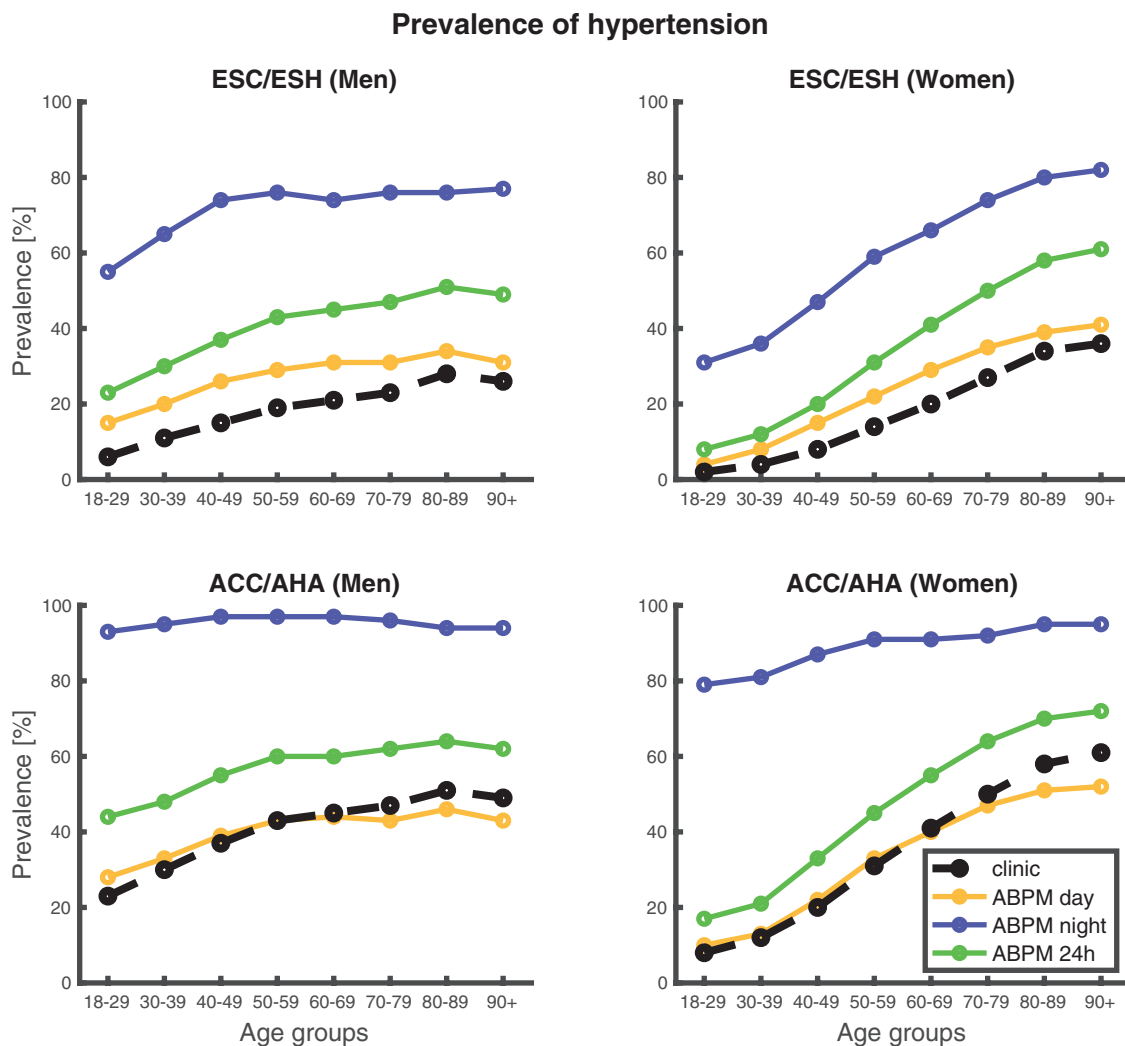 Prevalence of hypertension
ESC/ESH (Men)
100
80
60
40
20
0
Prevalence [%]
18-29 30-39 40-49 50-59 60-69 70-79 80-89 90+
ESC/ESH (Women)
100
80
60
40
20
0
18-29 30-39 40-49 50-59 60-69 70-79 80-89 90+
ACC/AHA (Men)
100
80
60
40
20
0
Prevalence [%]
18-29 30-39 40-49 50-59 60-69 70-79 80-89 90+
Age groups
ACC/AHA (Women)
100
80
60
40
20
0
clinic
ABPM day
ABPM night
ABPM 24h
18-29 30-39 40-49 50-59 60-69 70-79 80-89 90+
Age groups